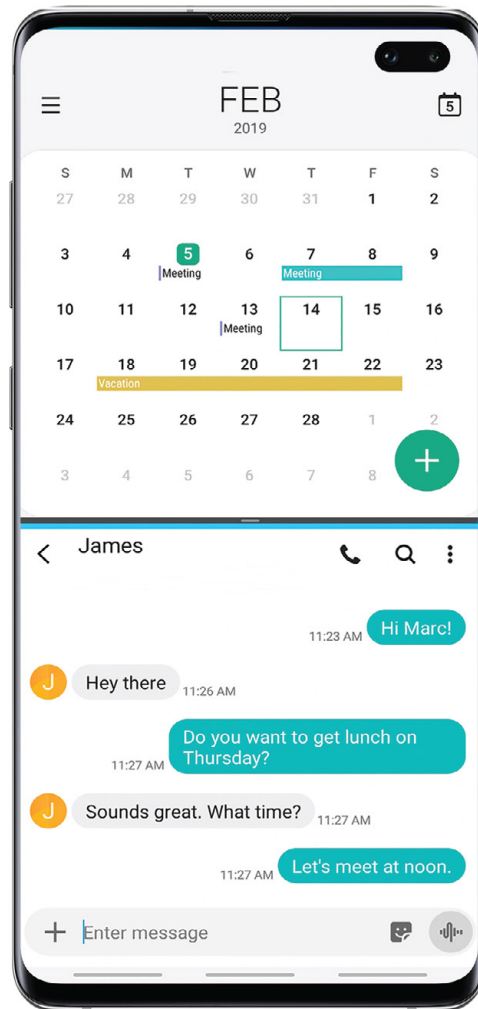 FEB
2019
5
S M T W T F S
27 28 29 30 31 1 2
3 4 5 6 7 8 9
Meeting Meeting
10 11 12 13 14 15 16
Meeting
17 18 19 20 21 22 23
Vacation
24 25 26 27 28 1 2
3 4 5 6 7 8
James
11:23 AM Hi Marc!
J Hey there 11:26 AM
Do you want to get lunch on
11:27 AM Thursday?
J Sounds great. What time? 11:27 AM
11:27 AM Let's meet at noon.
Enter message